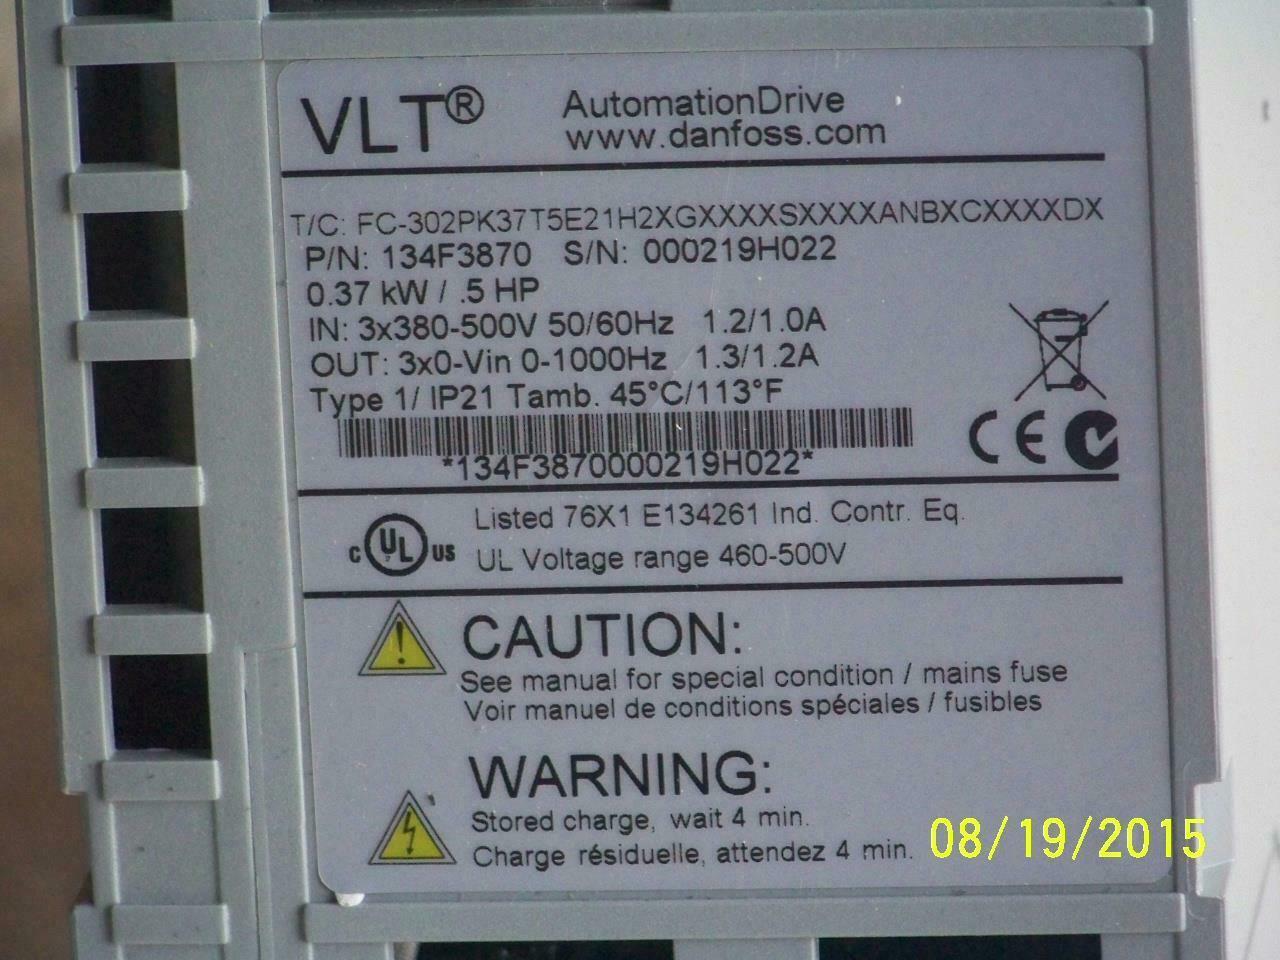 VLT® AutomationDrive
www.danfoss.com
T/C: FC-302PK37T5E21H2XGXXXXSXXXXANBXCXXXXDX
P/N: 134F3870 S/N: 000219H022
0.37 kW / .5 HP
IN: 3x380-500V 50/60Hz 1.2/1.0A
OUT: 3x0-Vin 0-1000Hz 1.3/1.2A
Type 1/ IP21 Tamb. 45°C/113°F
*134F3870000219H022*
CE
c UL us
Listed 76X1 E134261 Ind. Contr. Eq.
UL Voltage range 460-500V
CAUTION:
See manual for special condition / mains fuse
Voir manuel de conditions spéciales / fusibles
WARNING:
Stored charge, wait 4 min.
Charge résiduelle, attendez 4 min.
08/19/2015